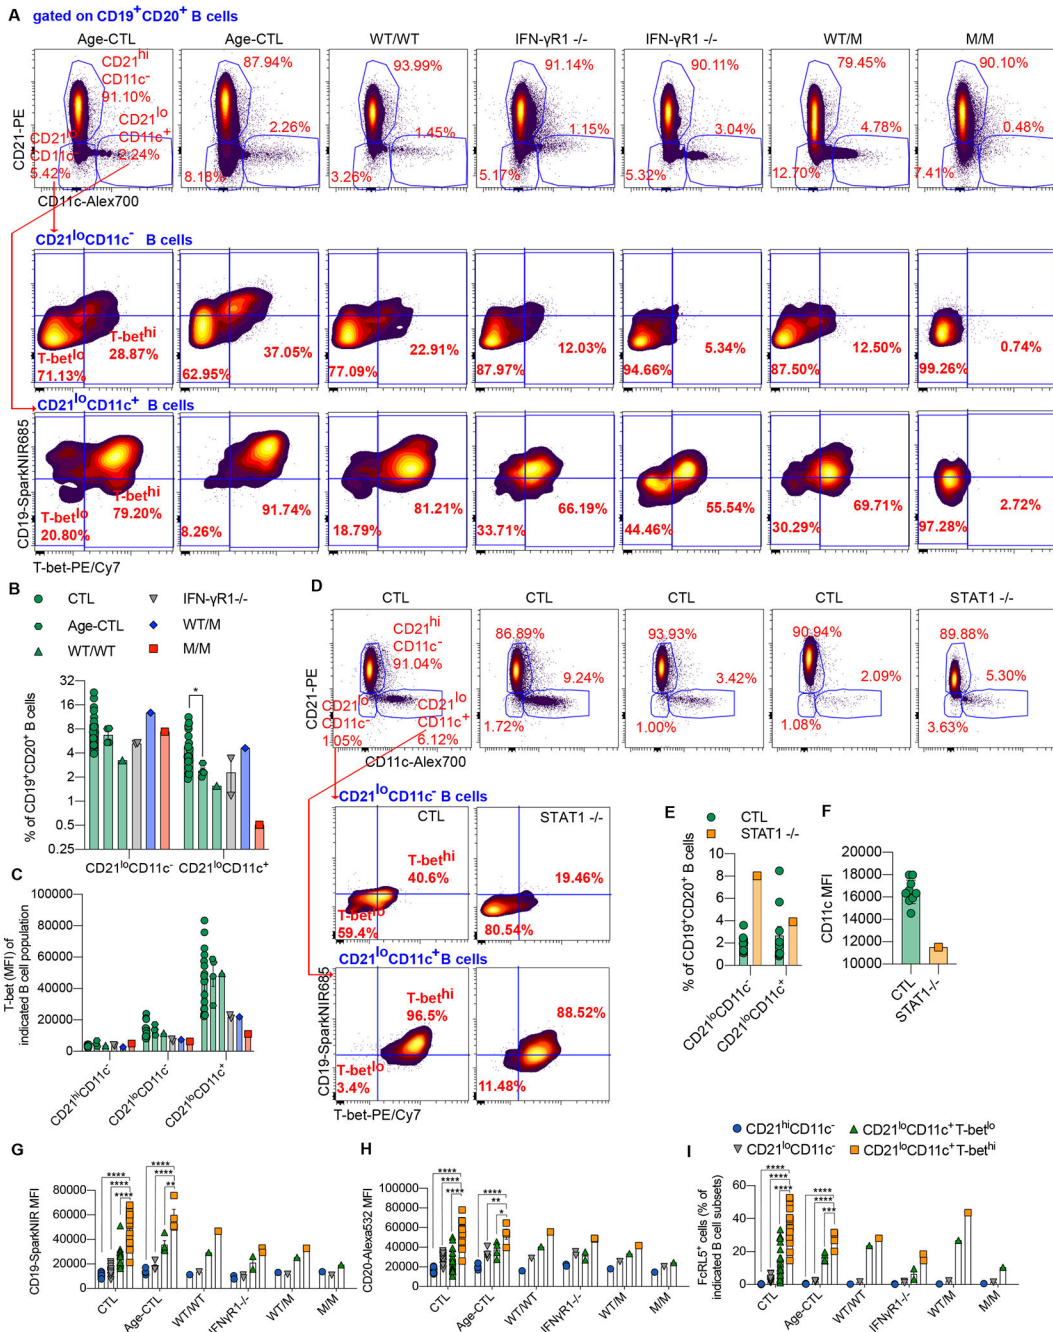 A gated on CD19+CD20+ B cells
Age-CTL Age-CTL WT/WT IFN-γR1 -/- IFN-γR1 -/- WT/M M/M
CD21hi CD11c- 91.10%
CD21lo CD11c+ 2.24%
CD21lo CD11c- 5.42%
87.94% 2.26% 8.18%
93.99% 1.45% 3.26%
91.14% 1.15% 5.17%
90.11% 3.04% 5.32%
79.45% 4.78% 12.70%
90.10% 0.48% 7.41%
CD21-PE
CD11c-Alex700
CD21loCD11c- B cells
T-bethi 28.87% 37.05% 22.91% 12.03% 5.34% 12.50% 0.74%
T-betlo 71.13% 62.95% 77.09% 87.97% 94.66% 87.50% 99.26%
CD21loCD11c+ B cells
T-bethi 79.20% 91.74% 81.21% 66.19% 55.54% 69.71% 2.72%
T-betlo 20.80% 8.26% 18.79% 33.71% 44.46% 30.29% 97.28%
CD19-SparkNIR685
T-bet-PE/Cy7
B
CTL IFN-γR1-/-
Age-CTL WT/M
WT/WT M/M
% of CD19+CD20+ B cells
32
16
8
4
2
1
0.5
0.25
*
CD21loCD11c- CD21loCD11c+
C
T-bet (MFI) of
indicated B cell population
100000
80000
60000
40000
20000
0
CD21hiCD11c- CD21loCD11c- CD21loCD11c+
D
CTL CTL CTL CTL STAT1 -/-
CD21hi CD11c- 91.04%
CD21lo CD11c- 1.05%
CD21lo CD11c+ 6.12%
86.89% 9.24% 1.72%
93.93% 3.42% 1.00%
90.94% 2.09% 1.08%
89.88% 5.30% 3.63%
CD21-PE
CD11c-Alex700
CD21loCD11c- B cells
CTL STAT1 -/-
T-bethi 40.6% 19.46%
T-betlo 59.4% 80.54%
CD21loCD11c+ B cells
T-bethi 96.5% 88.52%
T-betlo 3.4% 11.48%
CD19-SparkNIR685
T-bet-PE/Cy7
E
CTL
STAT1 -/-
% of CD19+CD20+ B cells
10
8
6
4
2
0
CD21loCD11c- CD21loCD11c+
F
CD11c MFI
20000
18000
16000
14000
12000
10000
CTL STAT1-/-
CD21hiCD11c- CD21loCD11c+T-betlo
CD21loCD11c- CD21loCD11c+T-bethi
G
CD19-SparkNIR MFI
80000
60000
40000
20000
0
**** **** ****
**** **** **
CTL Age-CTL WT/WT IFNγR1-/- WT/M M/M
H
CD20-Alexa532 MFI
100000
80000
60000
40000
20000
0
**** **** ****
**** ** *
CTL Age-CTL WT/WT IFNγR1-/- WT/M M/M
I
FcRL5+ cells (% of
indicated B cell subsets)
60
40
20
0
**** **** ****
**** **** ***
CTL Age-CTL WT/WT IFNγR1-/- WT/M M/M